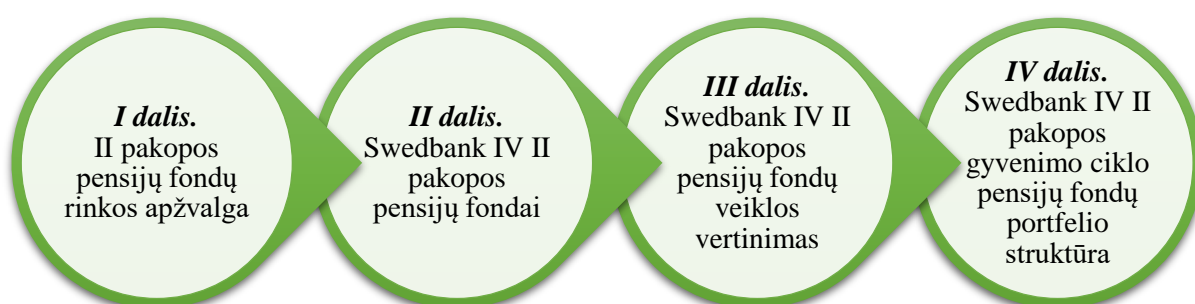 I dalis.
II pakopos
pensijų fondų
rinkos apžvalga
II dalis.
Swedbank IV II
pakopos
pensijų fondai
III dalis.
Swedbank IV II
pakopos
pensijų fondų
veiklos
vertinimas
IV dalis.
Swedbank IV II
pakopos
gyvenimo ciklo
pensijų fondų
portfelio
struktūra